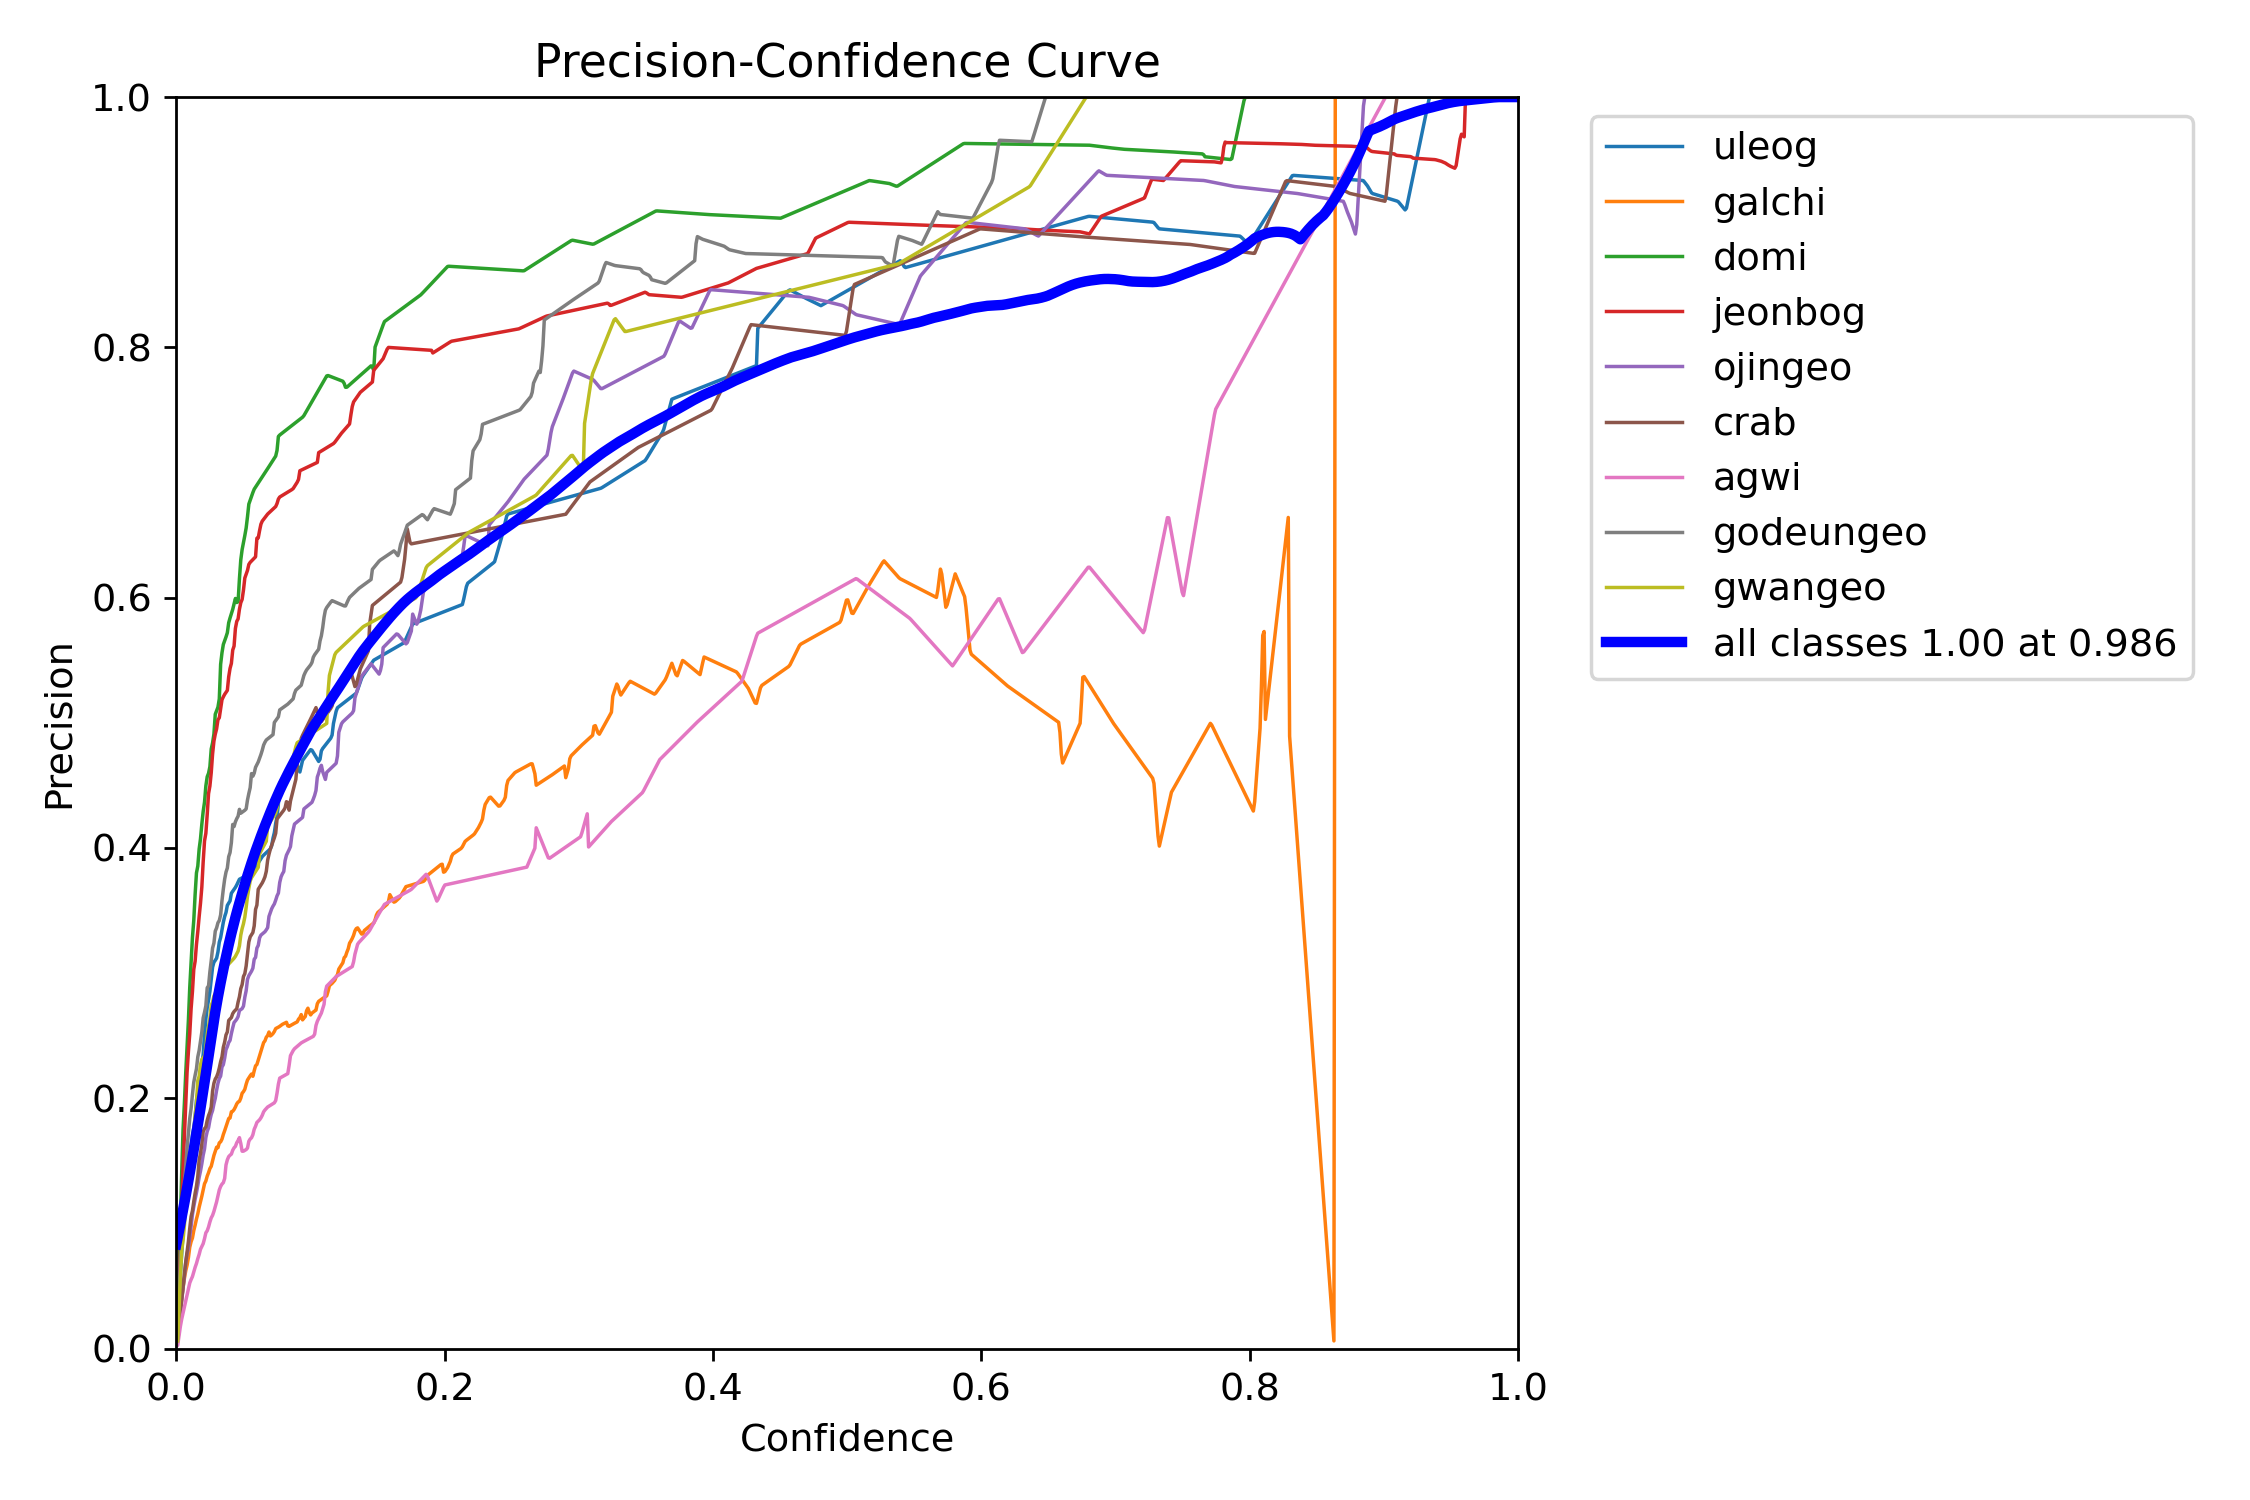 Precision-Confidence Curve
1.0
0.8
0.6
0.4
0.2
0.0
Precision
0.0 0.2 0.4 0.6 0.8 1.0
Confidence
uleog
galchi
domi
jeonbog
ojingeo
crab
agwi
godeungeo
gwangeo
all classes 1.00 at 0.986